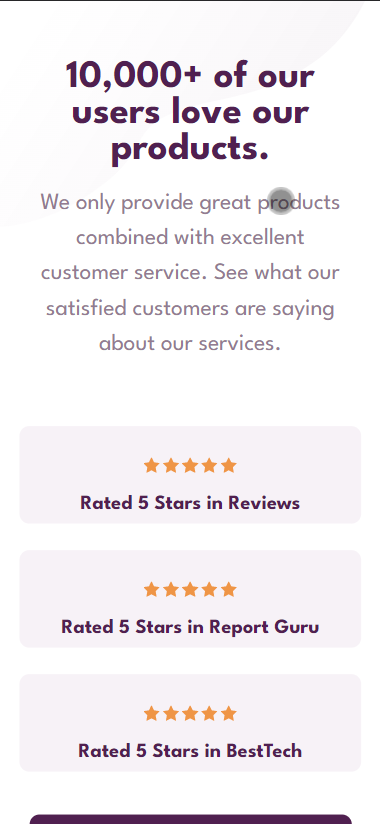 10,000+ of our
users love our
products.
We only provide great products
combined with excellent
customer service. See what our
satisfied customers are saying
about our services.
Rated 5 Stars in Reviews
Rated 5 Stars in Report Guru
Rated 5 Stars in BestTech